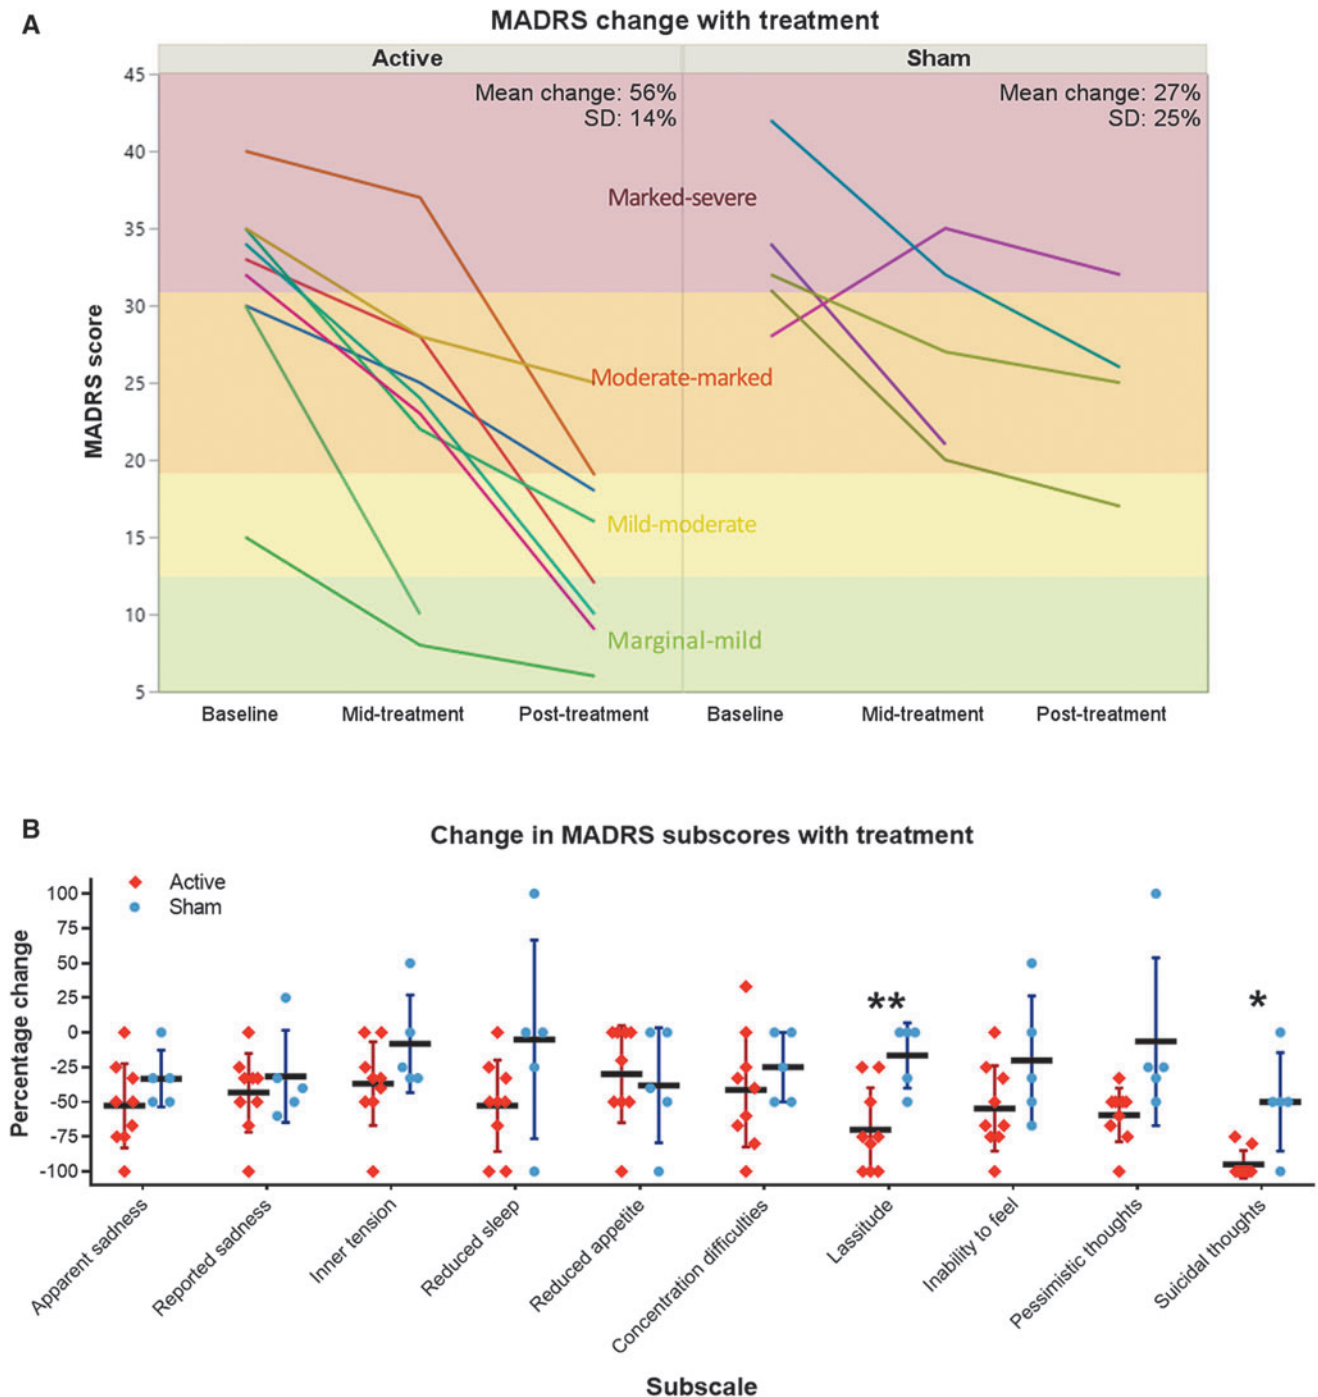 A
MADRS change with treatment
Active
Sham
Mean change: 56%
SD: 14%
Mean change: 27%
SD: 25%
MADRS score
45
40
35
30
25
20
15
10
5
Marked-severe
Moderate-marked
Mild-moderate
Marginal-mild
Baseline Mid-treatment Post-treatment Baseline Mid-treatment Post-treatment
B
Change in MADRS subscores with treatment
Active
Sham
Percentage change
100
75
50
25
0
-25
-50
-75
-100
**
*
Apparent sadness
Reported sadness
Inner tension
Reduced sleep
Reduced appetite
Concentration difficulties
Lassitude
Inability to feel
Pessimistic thoughts
Suicidal thoughts
Subscale